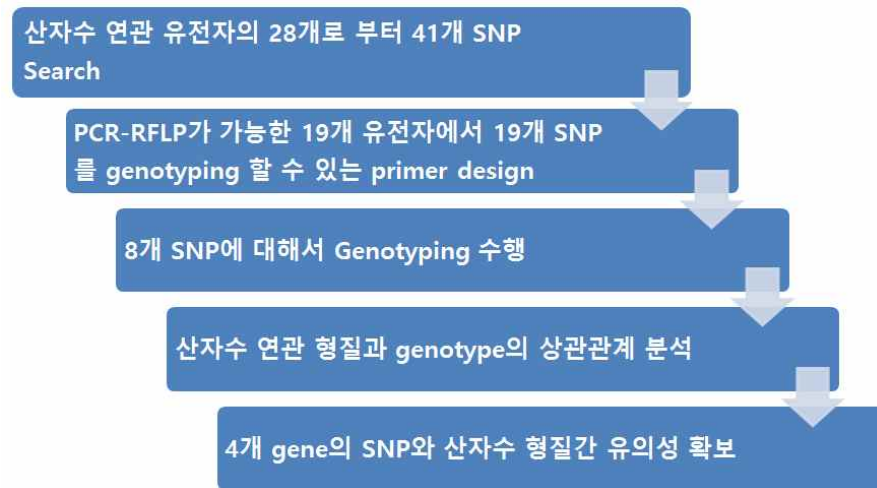 산자수 연관 유전자의 28개로 부터 41개 SNP
Search
PCR-RFLP가 가능한 19개 유전자에서 19개 SNP
를 genotyping 할 수 있는 primer design
8개 SNP에 대해서 Genotyping 수행
산자수 연관 형질과 genotype의 상관관계 분석
4개 gene의 SNP와 산자수 형질간 유의성 확보